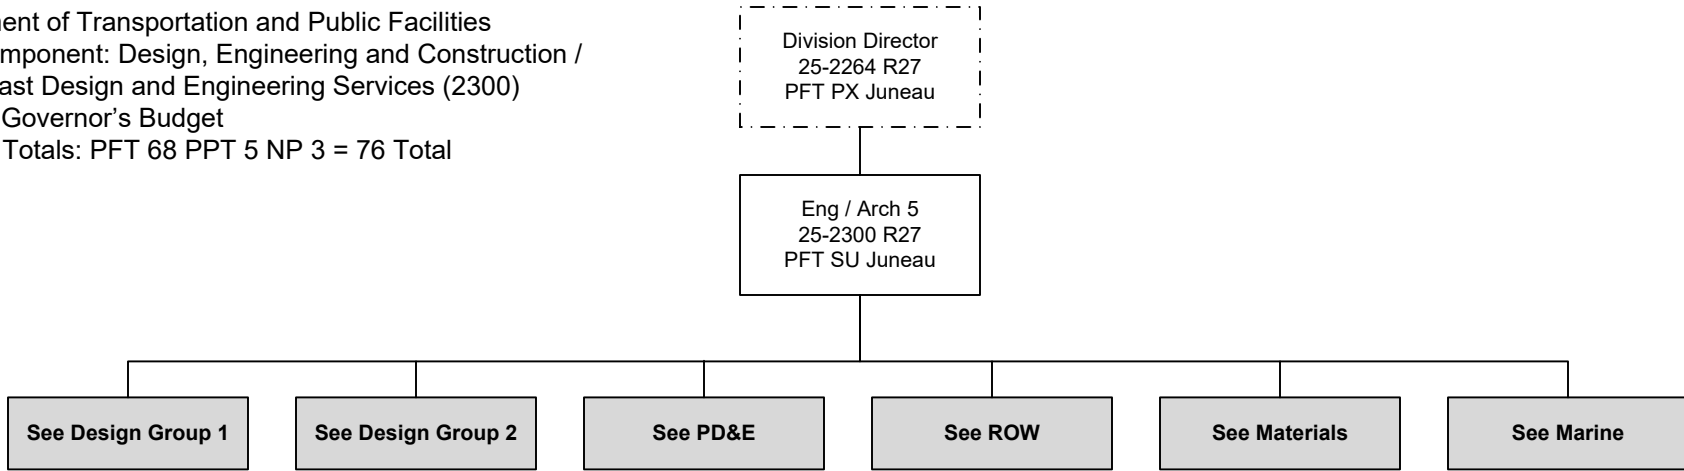 ment of Transportation and Public Facilities
mponent: Design, Engineering and Construction /
ast Design and Engineering Services (2300)
Governor’s Budget
Totals: PFT 68 PPT 5 NP 3 = 76 Total
Division Director
25-2264 R27
PFT PX Juneau
Eng / Arch 5
25-2300 R27
PFT SU Juneau
See Design Group 1
See Design Group 2
See PD&E
See ROW
See Materials
See Marine